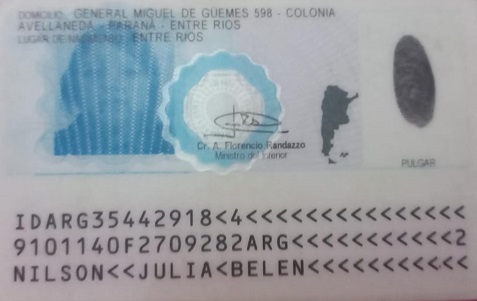 DOMICILIO: GENERAL MIGUEL DE GÜEMES 598 - COLONIA
AVELLANEDA - PARANÁ - ENTRE RIOS
LUGAR DE NACIMIENTO: ENTRE RIOS
Cr. A. Florencio Randazzo
Ministro del Interior
PULGAR
IDARG35442918<4<<<<<<<<<<<<<<<
9101140F2709282ARG<<<<<<<<<<<2
NILSON<<JULIA<BELEN<<<<<<<<<<<